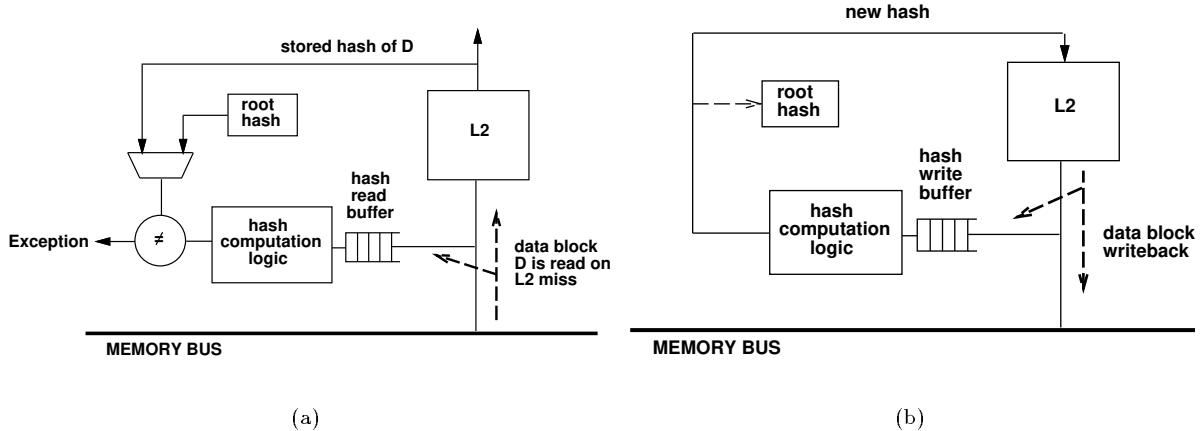 stored hash of D
root
hash
L2
hash
read
buffer
hash
computation
logic
≠
Exception
data block
D is read on
L2 miss
MEMORY BUS
(a)
new hash
root
hash
L2
hash
write
buffer
hash
computation
logic
data block
writeback
MEMORY BUS
(b)